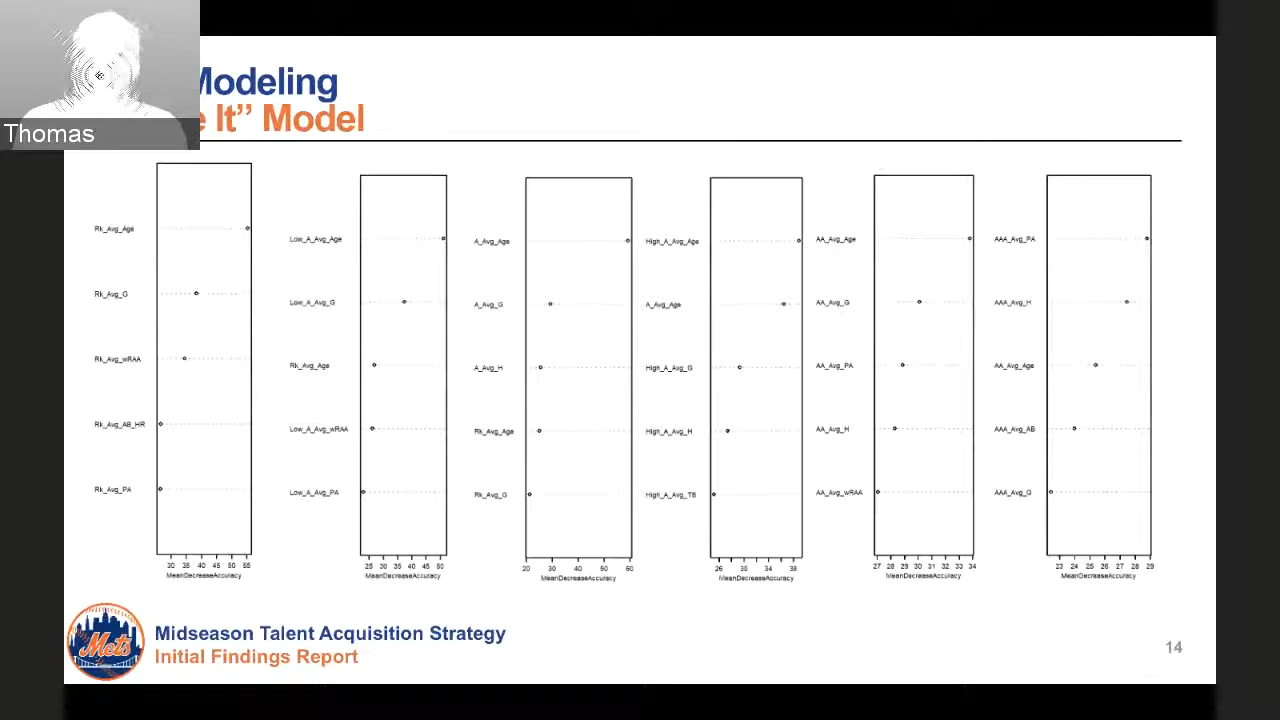 Thomas
Modeling
e It” Model
Rk_Avg_Age
Rk_Avg_G
Rk_Avg_wRAA
Rk_Avg_AB_HR
Rk_Avg_PA
30 35 40 45 50 55
MeanDecreaseAccuracy
Low_A_Avg_Age
Low_A_Avg_G
Rk_Avg_Age
Low_A_Avg_wRAA
Low_A_Avg_PA
25 30 35 40 45 50
MeanDecreaseAccuracy
A_Avg_Age
A_Avg_G
A_Avg_H
Rk_Avg_Age
Rk_Avg_G
20 30 40 50 60
MeanDecreaseAccuracy
High_A_Avg_Age
A_Avg_Age
High_A_Avg_G
High_A_Avg_H
High_A_Avg_TB
26 30 34 38
MeanDecreaseAccuracy
AA_Avg_Age
AA_Avg_G
AA_Avg_PA
AA_Avg_H
AA_Avg_wRAA
27 28 29 30 31 32 33 34
MeanDecreaseAccuracy
AAA_Avg_PA
AAA_Avg_H
AA_Avg_Age
AAA_Avg_AB
AAA_Avg_G
23 24 25 26 27 28 29
MeanDecreaseAccuracy
Mets
Midseason Talent Acquisition Strategy
Initial Findings Report
14